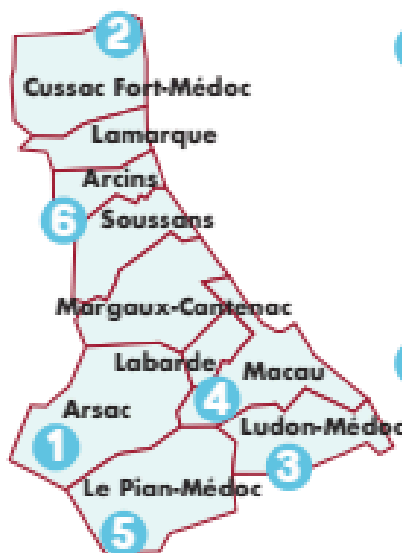 2
Cussac Fort-Médoc
Lamarque
Arcins
6
Soussans
Margaux-Cantenac
Labarde
Macau
4
Arsac
Ludon-Médoc
1
3
Le Pian-Médoc
5